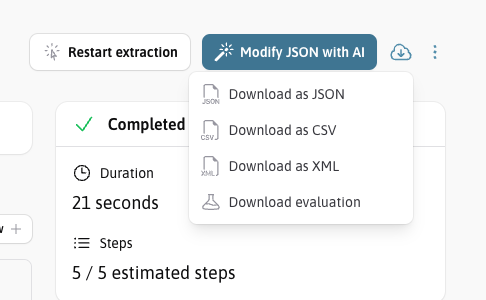 Restart extraction
Modify JSON with AI
JSON
Download as JSON
CSV
Download as CSV
XML
Download as XML
Download evaluation
Completed
Duration
21 seconds
Steps
5 / 5 estimated steps